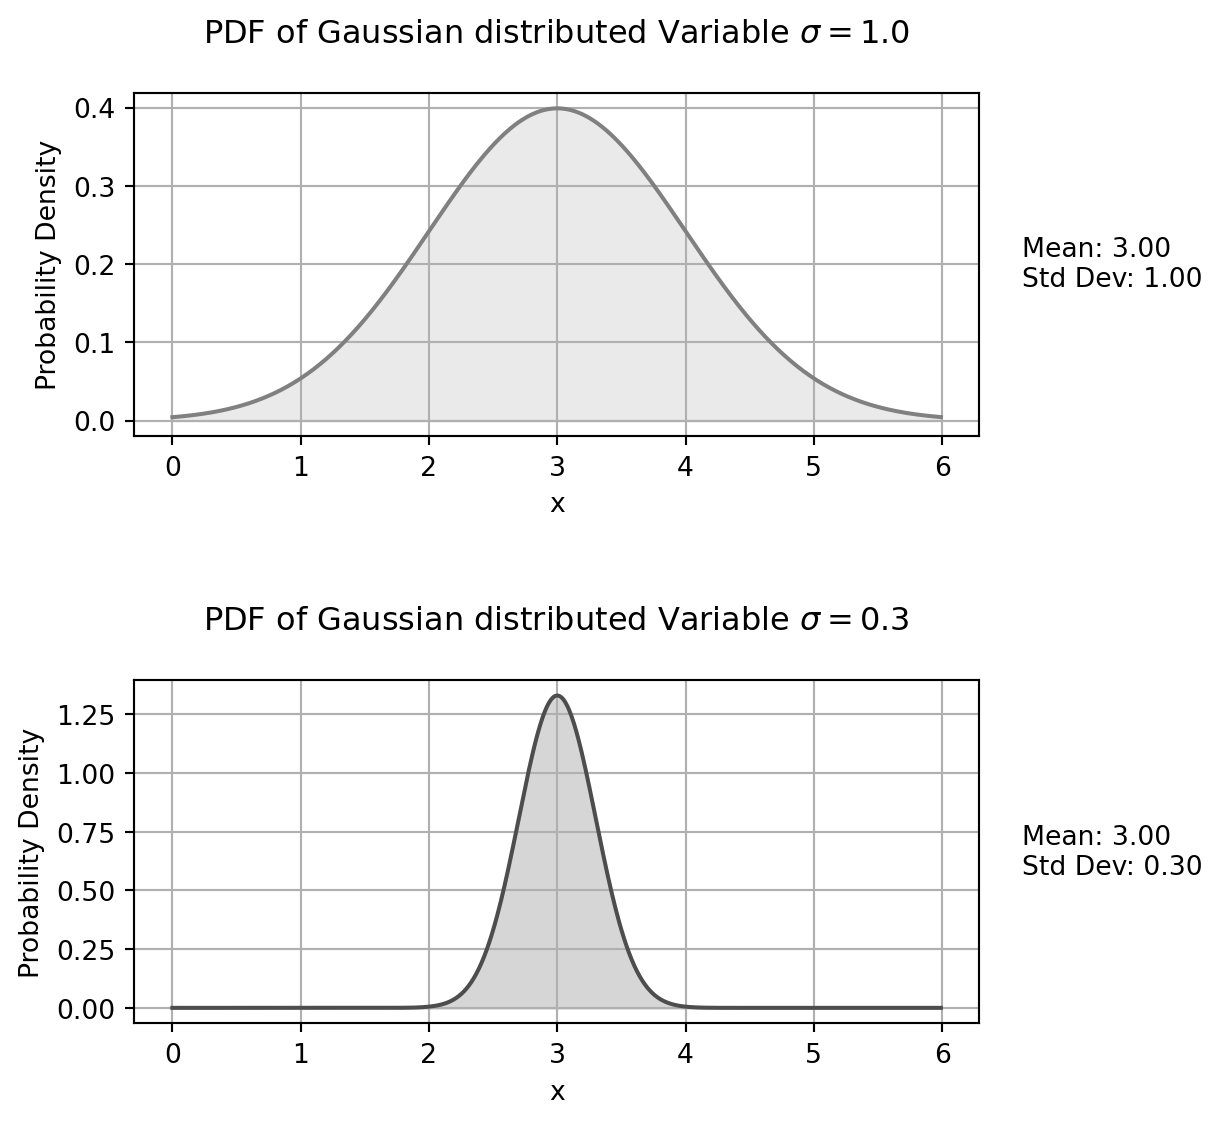 PDF of Gaussian distributed Variable σ = 1.0
Probability Density
0.4
0.3
0.2
0.1
0.0
0 1 2 3 4 5 6
x
Mean: 3.00
Std Dev: 1.00
PDF of Gaussian distributed Variable σ = 0.3
Probability Density
1.25
1.00
0.75
0.50
0.25
0.00
0 1 2 3 4 5 6
x
Mean: 3.00
Std Dev: 0.30